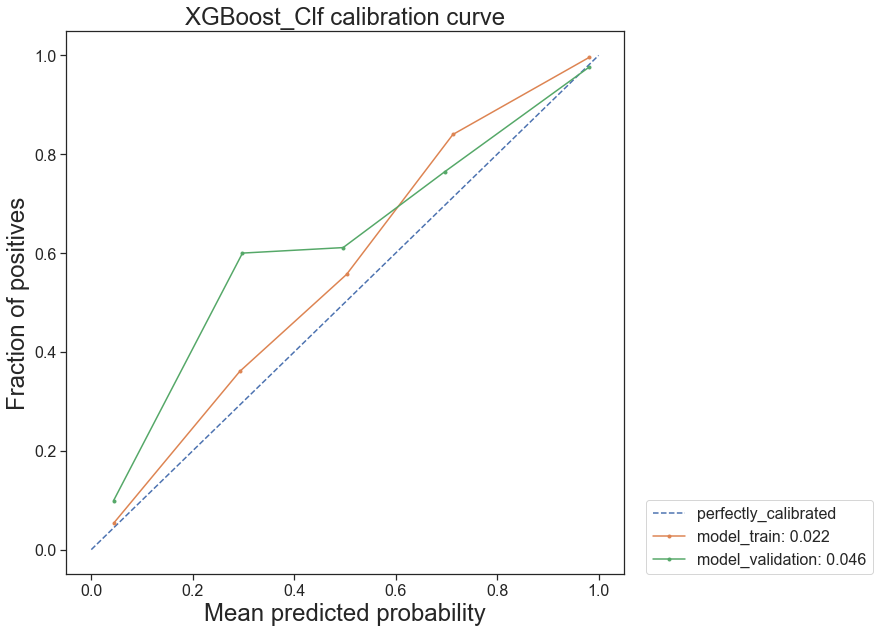 XGBoost_Clf calibration curve
Fraction of positives
1.0
0.8
0.6
0.4
0.2
0.0
0.0 0.2 0.4 0.6 0.8 1.0
Mean predicted probability
perfectly_calibrated
model_train: 0.022
model_validation: 0.046